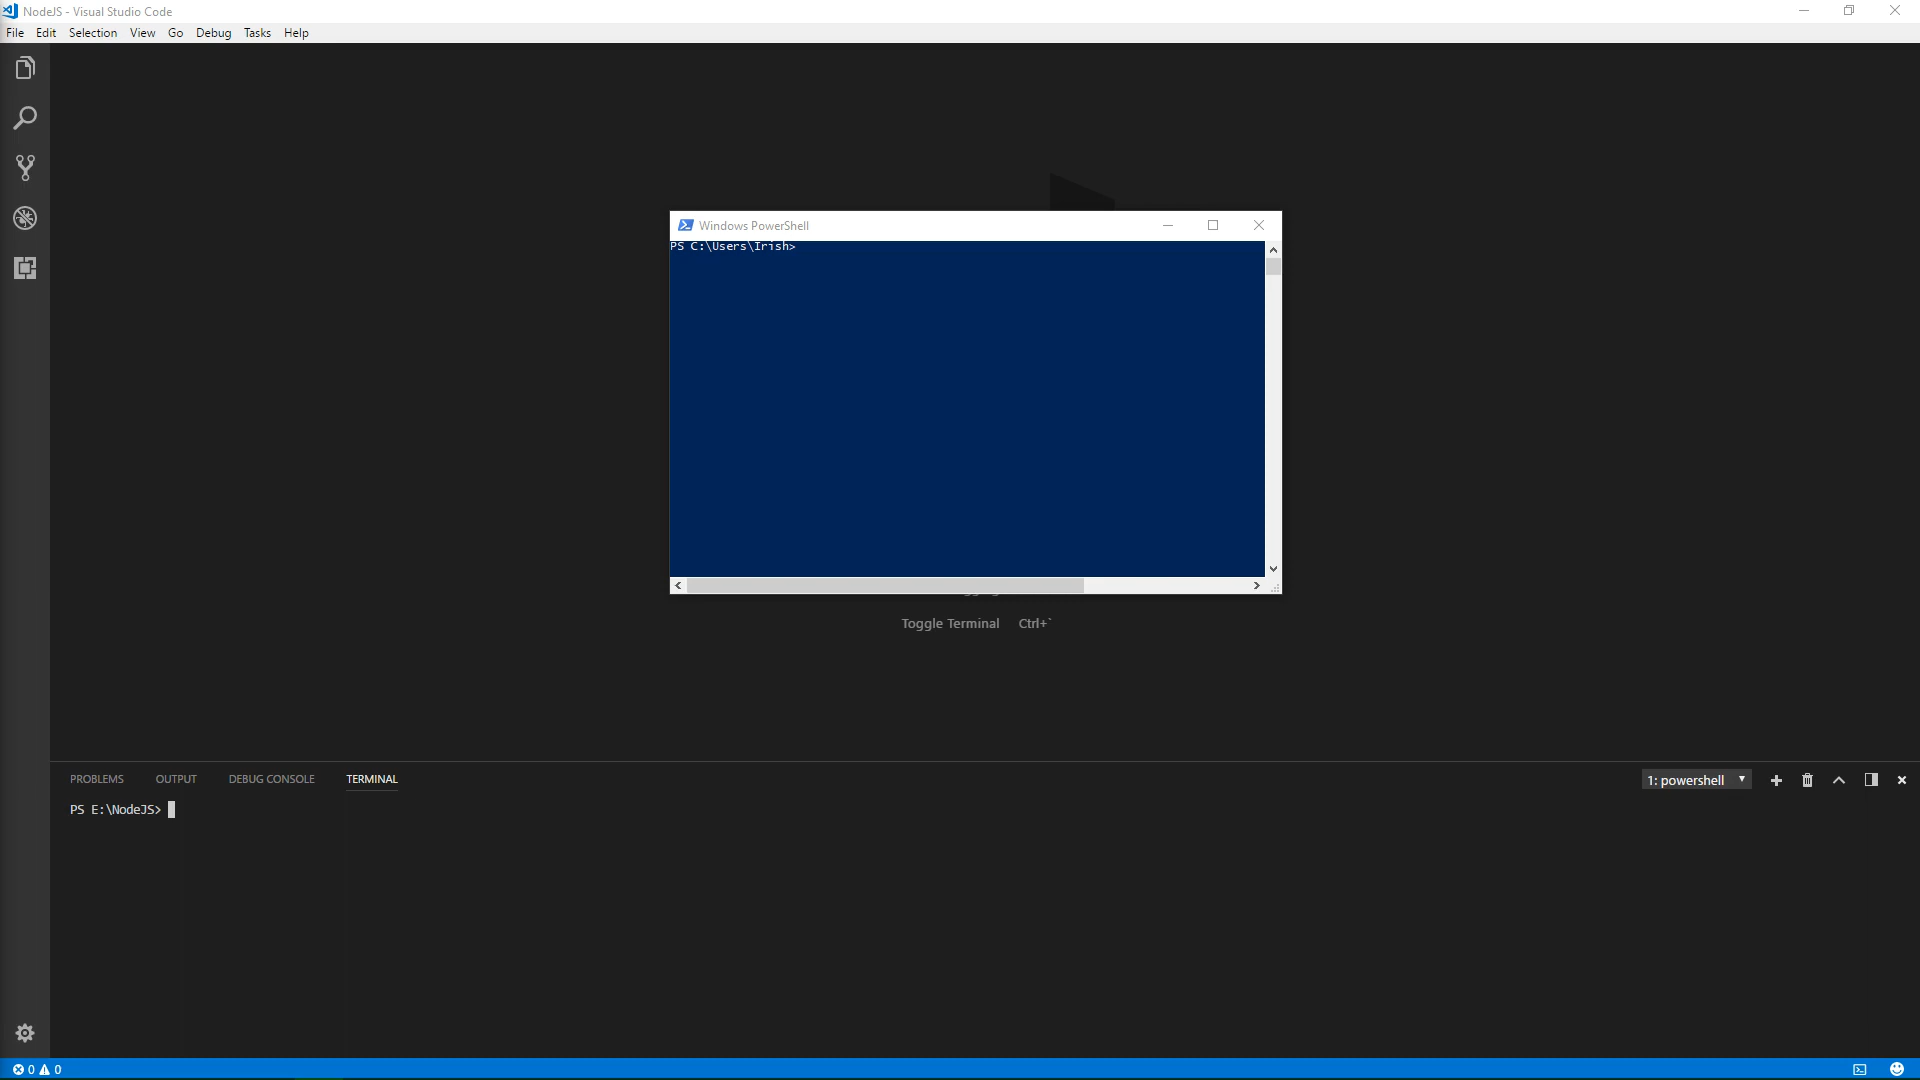 NodeJS - Visual Studio Code
File Edit Selection View Go Debug Tasks Help
Windows PowerShell
PS C:\Users\Irish>
Toggle Terminal Ctrl+`
PROBLEMS OUTPUT DEBUG CONSOLE TERMINAL 1: powershell
PS E:\NodeJS>
0 0